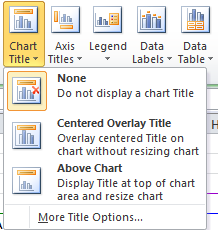 Chart Title
Axis Titles
Legend
Data Labels
Data Table
None
Do not display a chart Title
Centered Overlay Title
Overlay centered Title on
chart without resizing chart
Above Chart
Display Title at top of chart
area and resize chart
More Title Options...
H